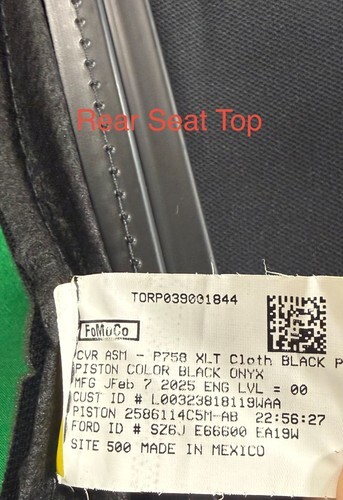 Rear Seat Top
TORP039001844
FoMoCo
CVR ASM - P758 XLT Cloth BLACK P
PISTON COLOR BLACK ONYX
MFG JFeb 7 2025 ENG LVL = 00
CUST ID # L00323818119WAA
PISTON 2586114C5M-AB 22:56:27
FORD ID # SZ6J E66600 EA19W
SITE 500 MADE IN MEXICO